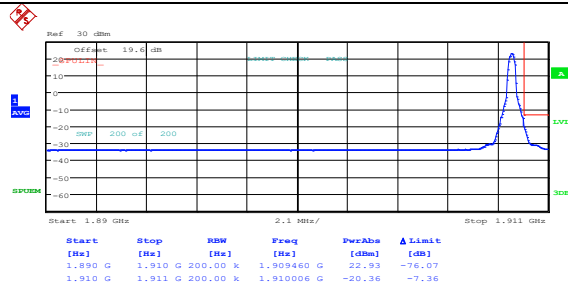 R S
Ref 30 dBm
Offset 19.6 dB
20
_SPULIN_
LIMIT CHECK PASS
10
A
0
1
AVG
-10
LVL
-20
SWP 200 of 200
-30
-40
-50
-60
3DB
Start 1.89 GHz
2.1 MHz/
Stop 1.911 GHz
Start Stop RBW Freq PwrAbs Δ Limit
[Hz] [Hz] [Hz] [Hz] [dBm] [dB]
1.890 G 1.910 G 200.00 k 1.909460 G 22.93 -76.07
1.910 G 1.911 G 200.00 k 1.910006 G -20.36 -7.36